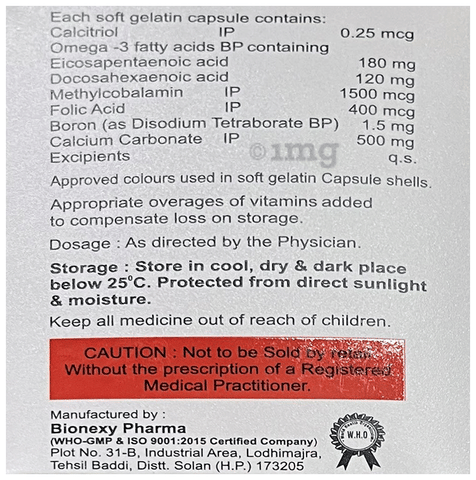 Each soft gelatin capsule contains:
Calcitriol IP 0.25 mcg
Omega -3 fatty acids BP containing
Eicosapentaenoic acid 180 mg
Docosahexaenoic acid 120 mg
Methylcobalamin IP 1500 mcg
Folic Acid IP 400 mcg
Boron (as Disodium Tetraborate BP) 1.5 mg
Calcium Carbonate IP 500 mg
Excipients q.s.
©1mg
Approved colours used in soft gelatin Capsule shells.
Appropriate overages of vitamins added
to compensate loss on storage.
Dosage : As directed by the Physician.
Storage : Store in cool, dry & dark place
below 25⁰C. Protected from direct sunlight
& moisture.
Keep all medicine out of reach of children.
CAUTION : Not to be Sold by retail
Without the prescription of a Registered
Medical Practitioner.
Manufactured by :
Bionexy Pharma
(WHO-GMP & ISO 9001:2015 Certified Company)
Plot No. 31-B, Industrial Area, Lodhimajra,
Tehsil Baddi, Distt. Solan (H.P.) 173205
W.H.O